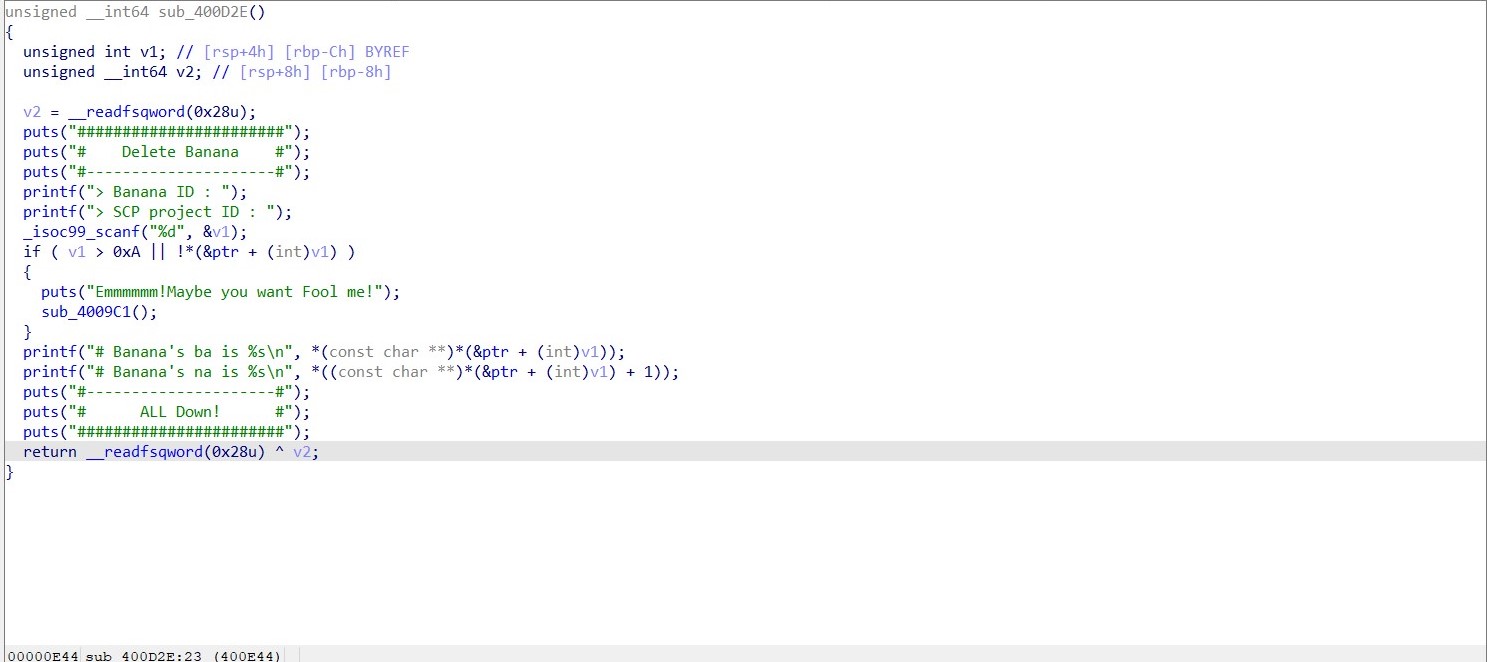 unsigned __int64 sub_400D2E()
{
  unsigned int v1; // [rsp+4h] [rbp-Ch] BYREF
  unsigned __int64 v2; // [rsp+8h] [rbp-8h]

  v2 = __readfsqword(0x28u);
  puts("#######################");
  puts("#    Delete Banana    #");
  puts("#---------------------#");
  printf("> Banana ID : ");
  printf("> SCP project ID : ");
  _isoc99_scanf("%d", &v1);
  if ( v1 > 0xA || !*(&ptr + (int)v1) )
  {
    puts("Emmmmmm!Maybe you want Fool me!");
    sub_4009C1();
  }
  printf("# Banana's ba is %s\n", *(const char **)*(&ptr + (int)v1));
  printf("# Banana's na is %s\n", *((const char **)*(&ptr + (int)v1) + 1));
  puts("#---------------------#");
  puts("#      ALL Down!      #");
  puts("#######################");
  return __readfsqword(0x28u) ^ v2;
}
00000E44 sub_400D2E:23 (400E44)